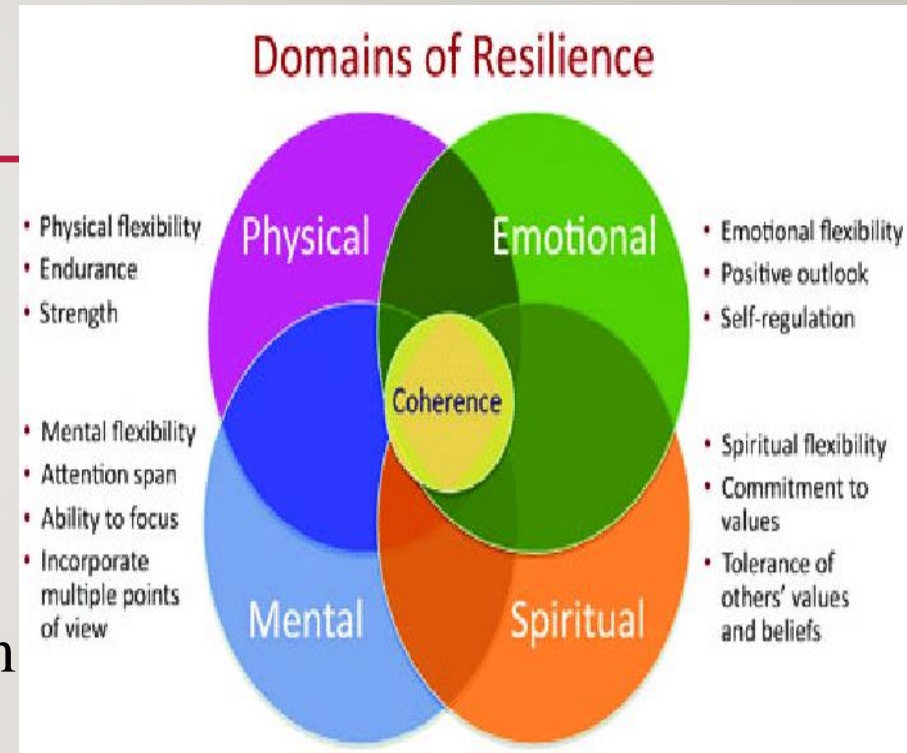 Domains of Resilience
Physical
• Physical flexibility
• Endurance
• Strength
Emotional
• Emotional flexibility
• Positive outlook
• Self-regulation
Coherence
Mental
• Mental flexibility
• Attention span
• Ability to focus
• Incorporate
multiple points
of view
Spiritual
• Spiritual flexibility
• Commitment to
values
• Tolerance of
others' values
and beliefs